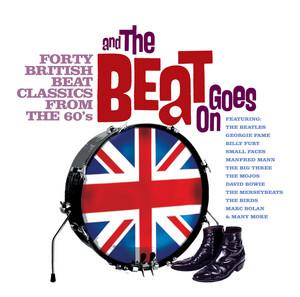 FORTY
BRITISH
BEAT
CLASSICS
FROM
THE 60's
and The
BEAT
Goes
On
FEATURING:
THE BEATLES
GEORGIE FAME
BILLY FURY
SMALL FACES
MANFRED MANN
THE BIG THREE
THE MOJOS
DAVID BOWIE
THE MERSEYBEATS
THE BIRDS
MARC BOLAN
& MANY MORE